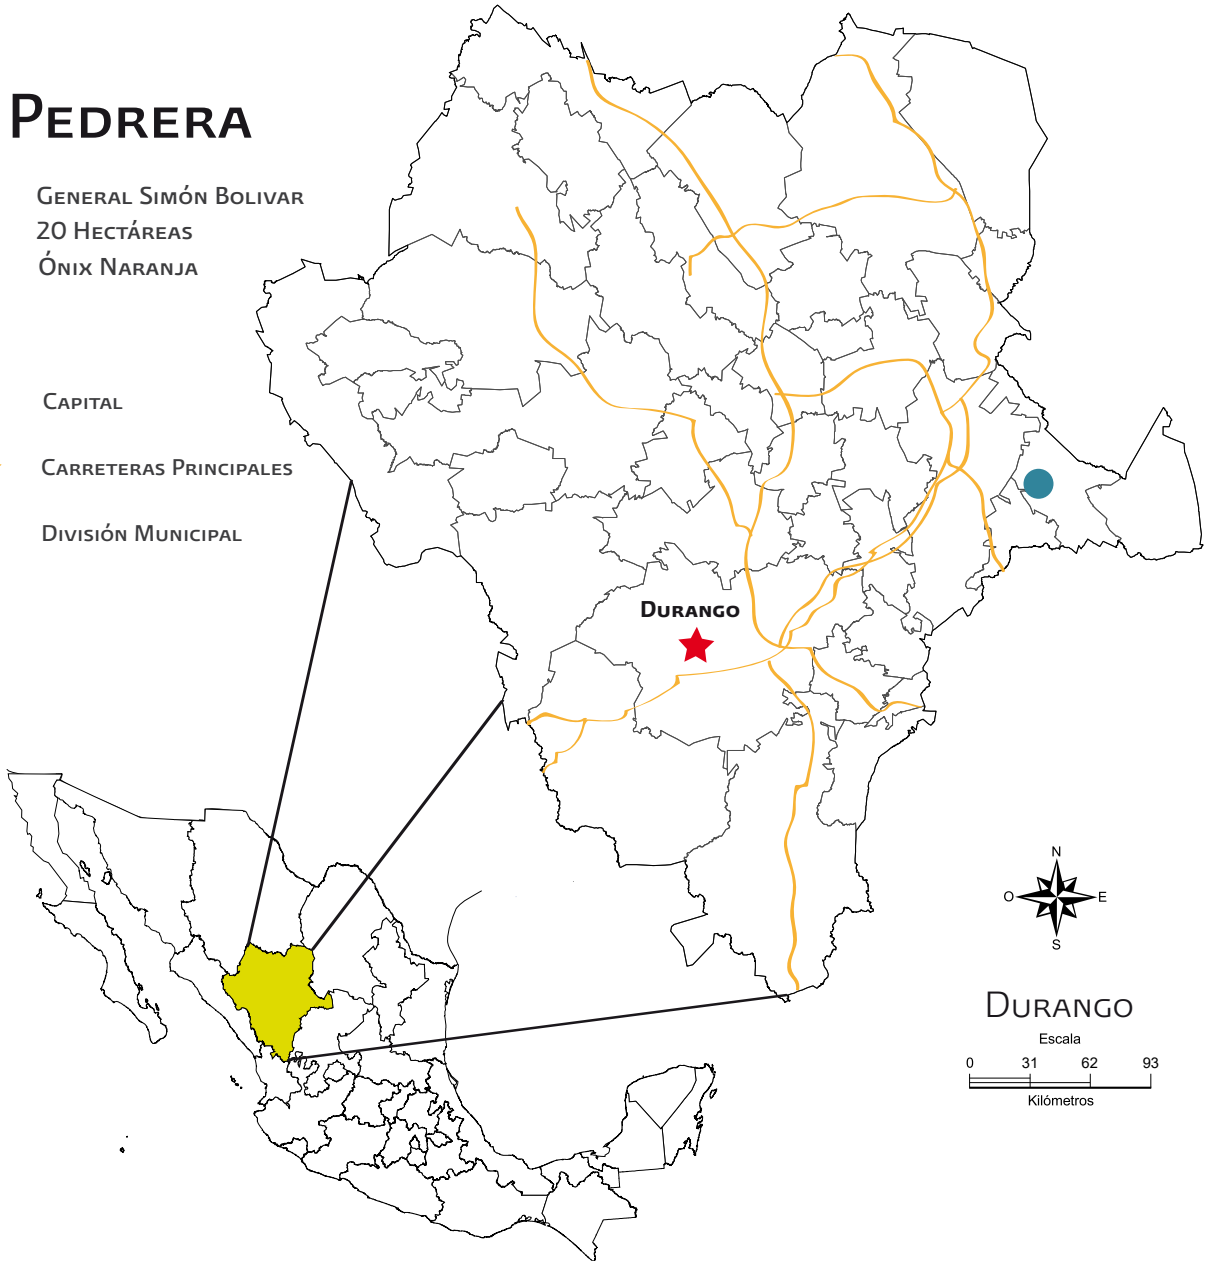 Pedrera
General Simón Bolivar
20 Hectáreas
Ónix Naranja
Capital
Carreteras Principales
División Municipal
Durango
N
O
E
S
Durango
Escala
0 31 62 93
Kilómetros